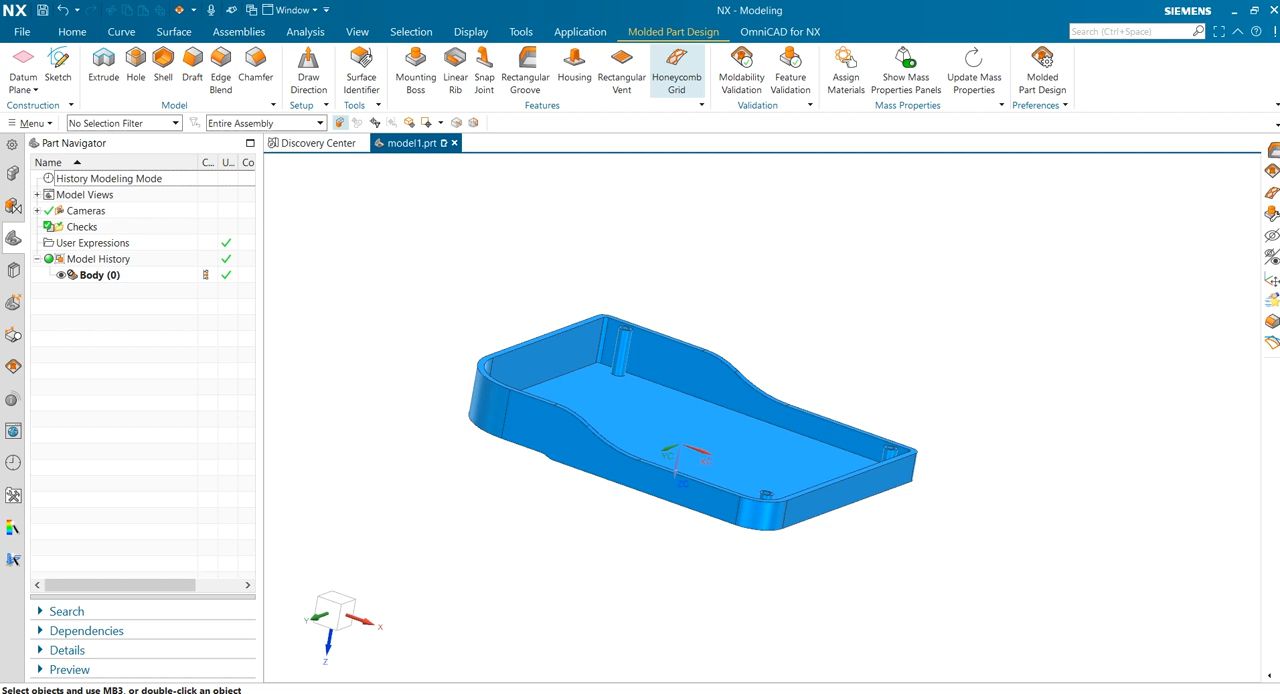 NX Window NX - Modeling SIEMENS
File Home Curve Surface Assemblies Analysis View Selection Display Tools Application Molded Part Design OmniCAD for NX Search (Ctrl+Space)
Datum Plane Sketch Extrude Hole Shell Draft Edge Blend Chamfer Draw Direction Surface Identifier Mounting Boss Linear Rib Snap Joint Rectangular Groove Housing Rectangular Vent Honeycomb Grid Moldability Validation Feature Validation Assign Materials Show Mass Properties Panels Update Mass Properties Molded Part Design
Construction Model Setup Tools Features Validation Mass Properties Preferences
Menu No Selection Filter Entire Assembly
Part Navigator Discovery Center model1.prt
Name C... U... Co
History Modeling Mode
Model Views
Cameras
Checks
User Expressions
Model History
Body (0)
YC XC
ZC
Y X
Z
Search
Dependencies
Details
Preview
Select objects and use MB3, or double-click an object